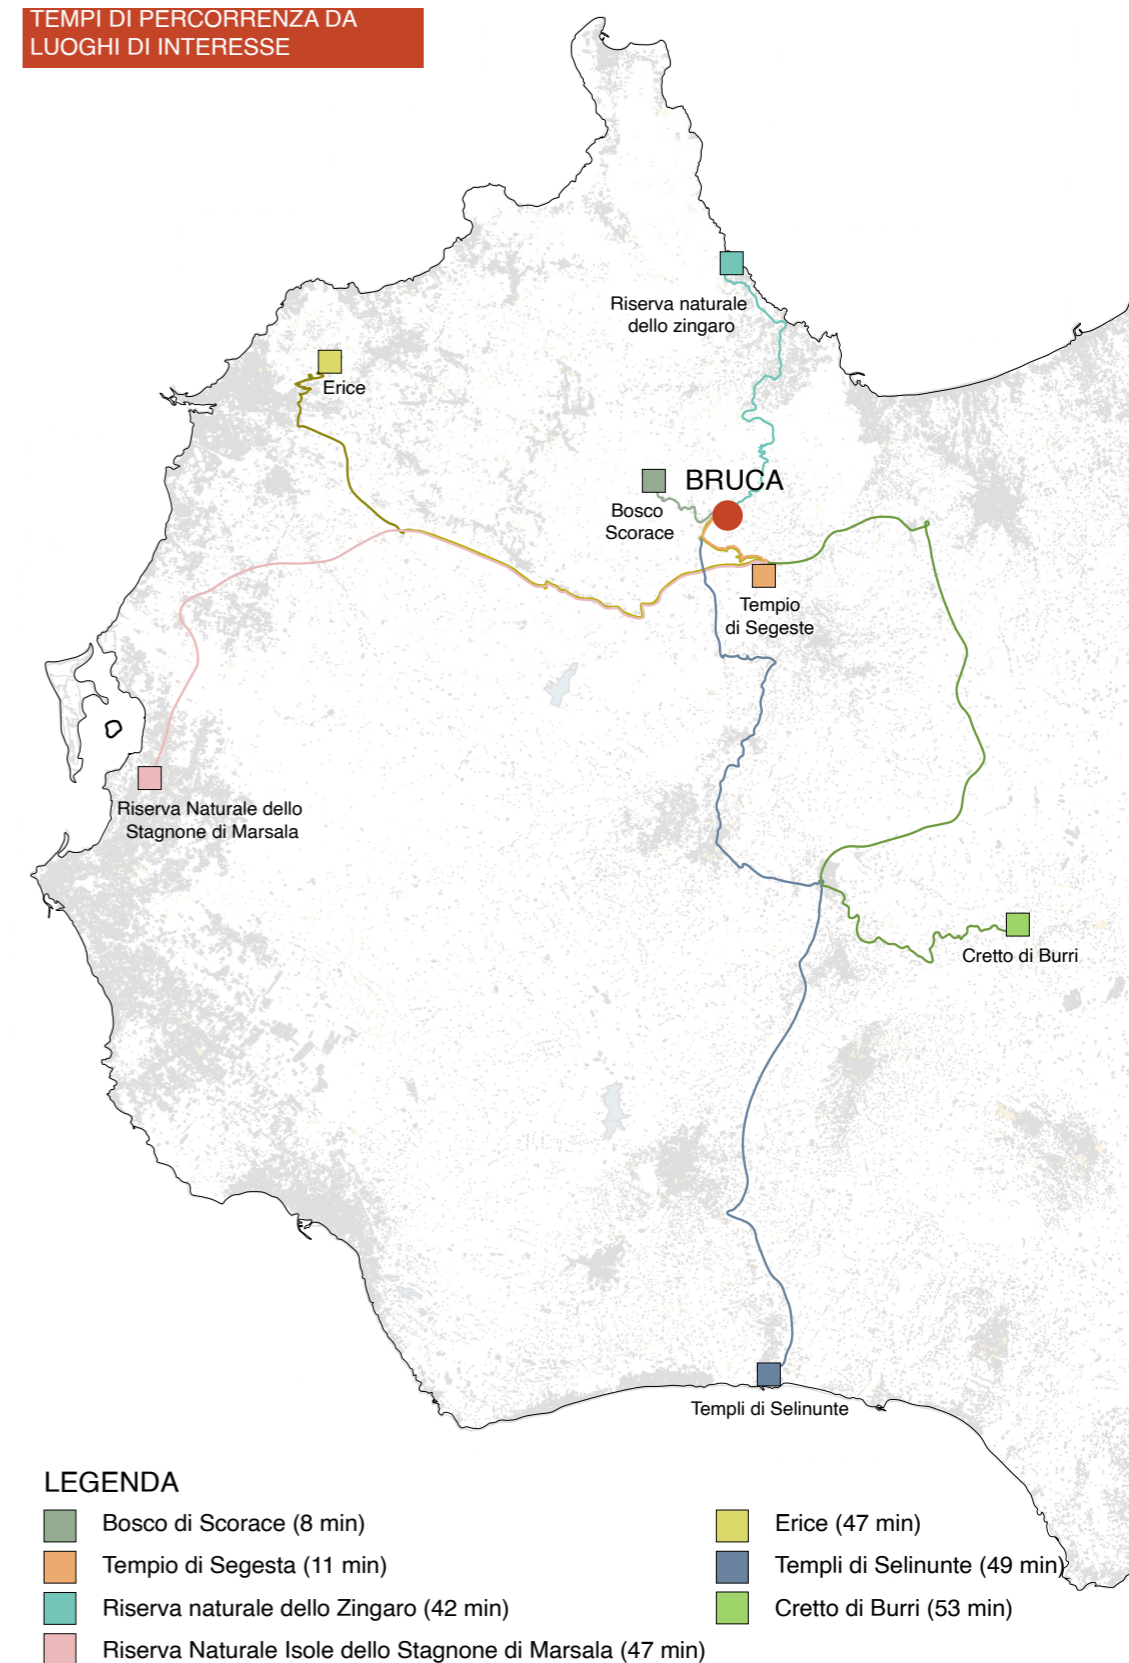 TEMPI DI PERCORRENZA DA
LUOGHI DI INTERESSE
Riserva naturale
dello zingaro
Erice
BRUCA
Bosco
Scorace
Tempio
di Segeste
Riserva Naturale dello
Stagnone di Marsala
Cretto di Burri
Templi di Selinunte
LEGENDA
Bosco di Scorace (8 min)
Tempio di Segesta (11 min)
Riserva naturale dello Zingaro (42 min)
Riserva Naturale Isole dello Stagnone di Marsala (47 min)
Erice (47 min)
Templi di Selinunte (49 min)
Cretto di Burri (53 min)